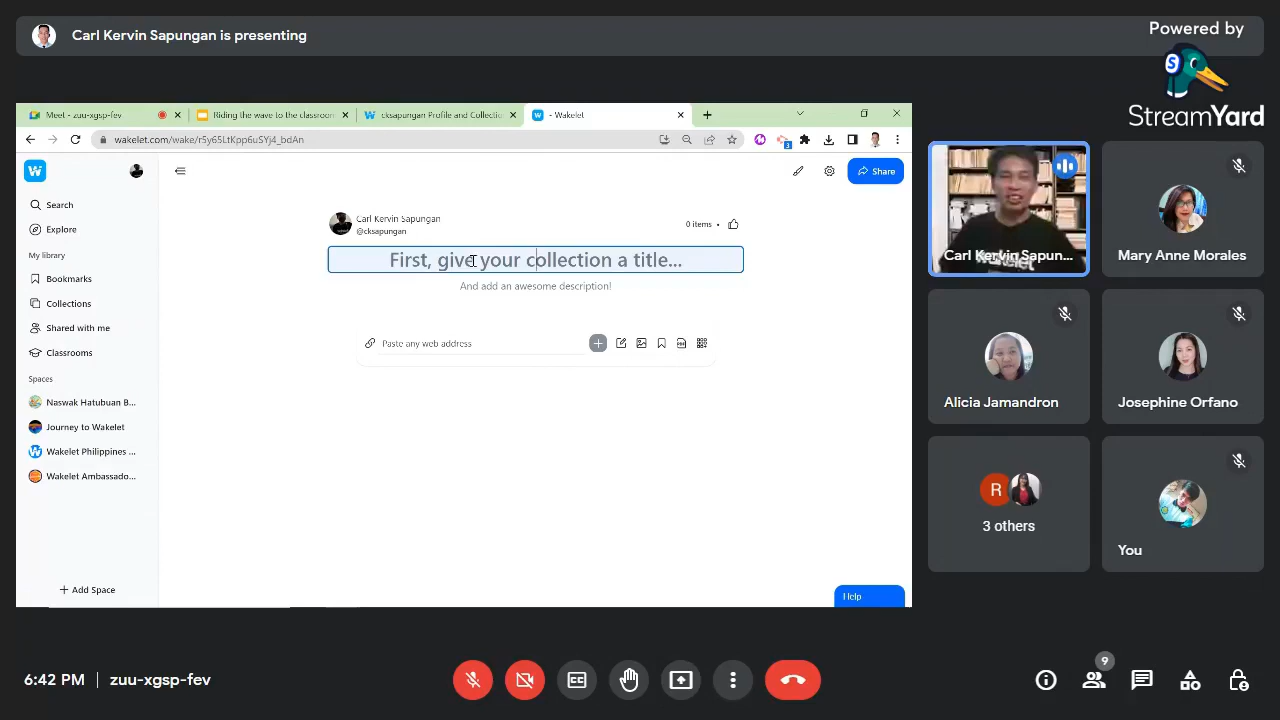 Carl Kervin Sapungan is presenting
Powered by
StreamYard
Meet - zuu-xgsp-fev
Riding the wave to the classroom
cksapungan Profile and Collectio
- Wakelet
wakelet.com/wake/r5y65LtKpp6uSYj4_bdAn
Search
Explore
My library
Bookmarks
Collections
Shared with me
Classrooms
Spaces
Naswak Hatubuan B...
Journey to Wakelet
Wakelet Philippines ...
Wakelet Ambassado...
+ Add Space
Share
Carl Kervin Sapungan
@cksapungan
0 items
First, give your collection a title...
And add an awesome description!
Paste any web address
PDF
Help
Carl Kervin Sapun...
Mary Anne Morales
Alicia Jamandron
Josephine Orfano
R
3 others
You
6:42 PM | zuu-xgsp-fev
CC
9